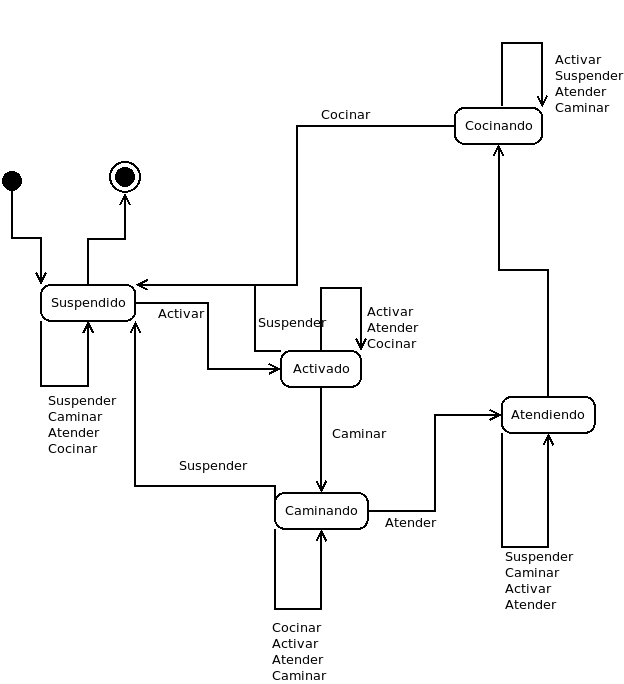 Activar
Suspender
Atender
Caminar
Cocinar
Cocinando
Suspendido
Activar
Suspender
Activar
Atender
Cocinar
Activado
Suspender
Caminar
Atender
Cocinar
Atendiendo
Caminar
Suspender
Caminando
Atender
Suspender
Caminar
Activar
Atender
Cocinar
Activar
Atender
Caminar